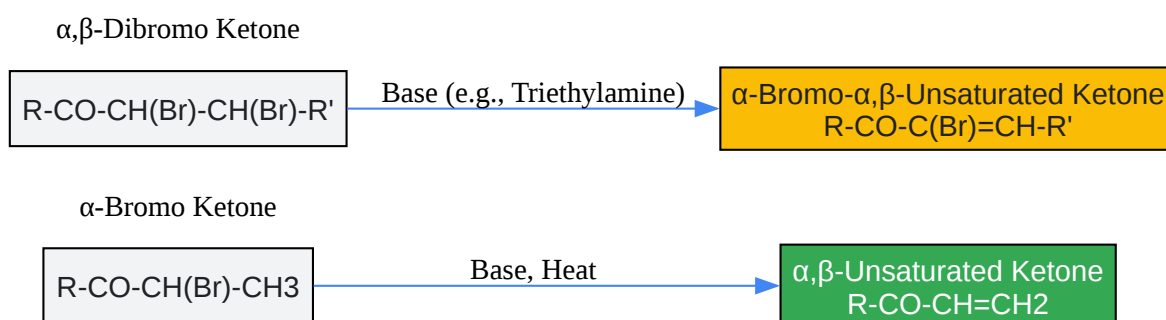 α,β-Dibromo Ketone
R-CO-CH(Br)-CH(Br)-R'
Base (e.g., Triethylamine)
α-Bromo-α,β-Unsaturated Ketone
R-CO-C(Br)=CH-R'
α-Bromo Ketone
R-CO-CH(Br)-CH3
Base, Heat
α,β-Unsaturated Ketone
R-CO-CH=CH2